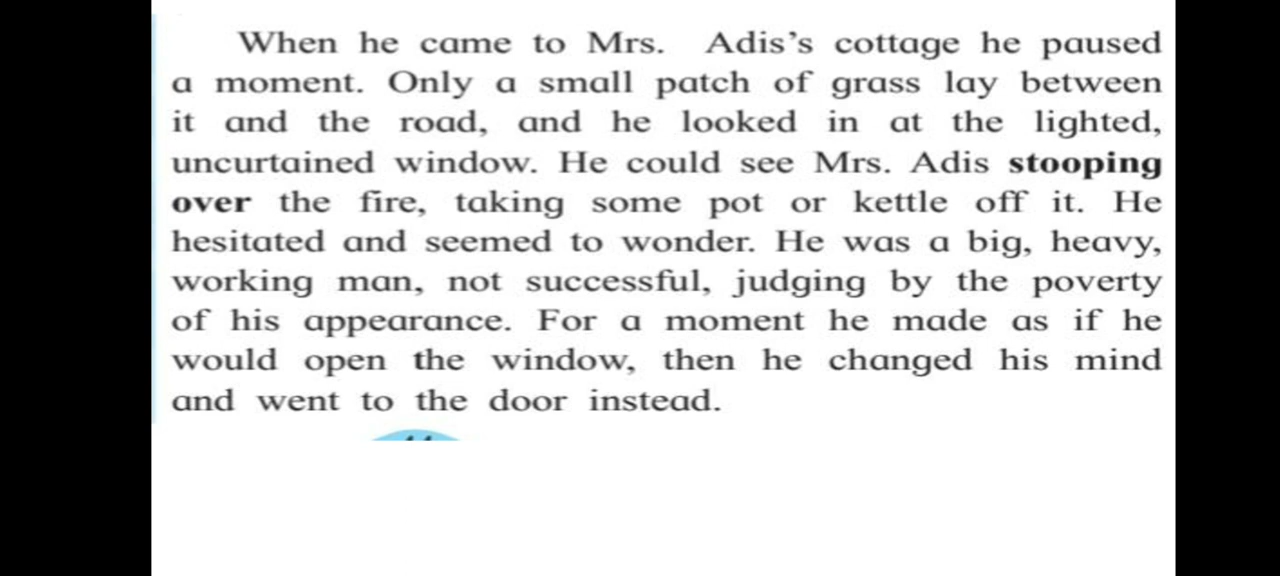 When he came to Mrs. Adis’s cottage he paused
a moment. Only a small patch of grass lay between
it and the road, and he looked in at the lighted,
uncurtained window. He could see Mrs. Adis stooping
over the fire, taking some pot or kettle off it. He
hesitated and seemed to wonder. He was a big, heavy,
working man, not successful, judging by the poverty
of his appearance. For a moment he made as if he
would open the window, then he changed his mind
and went to the door instead.